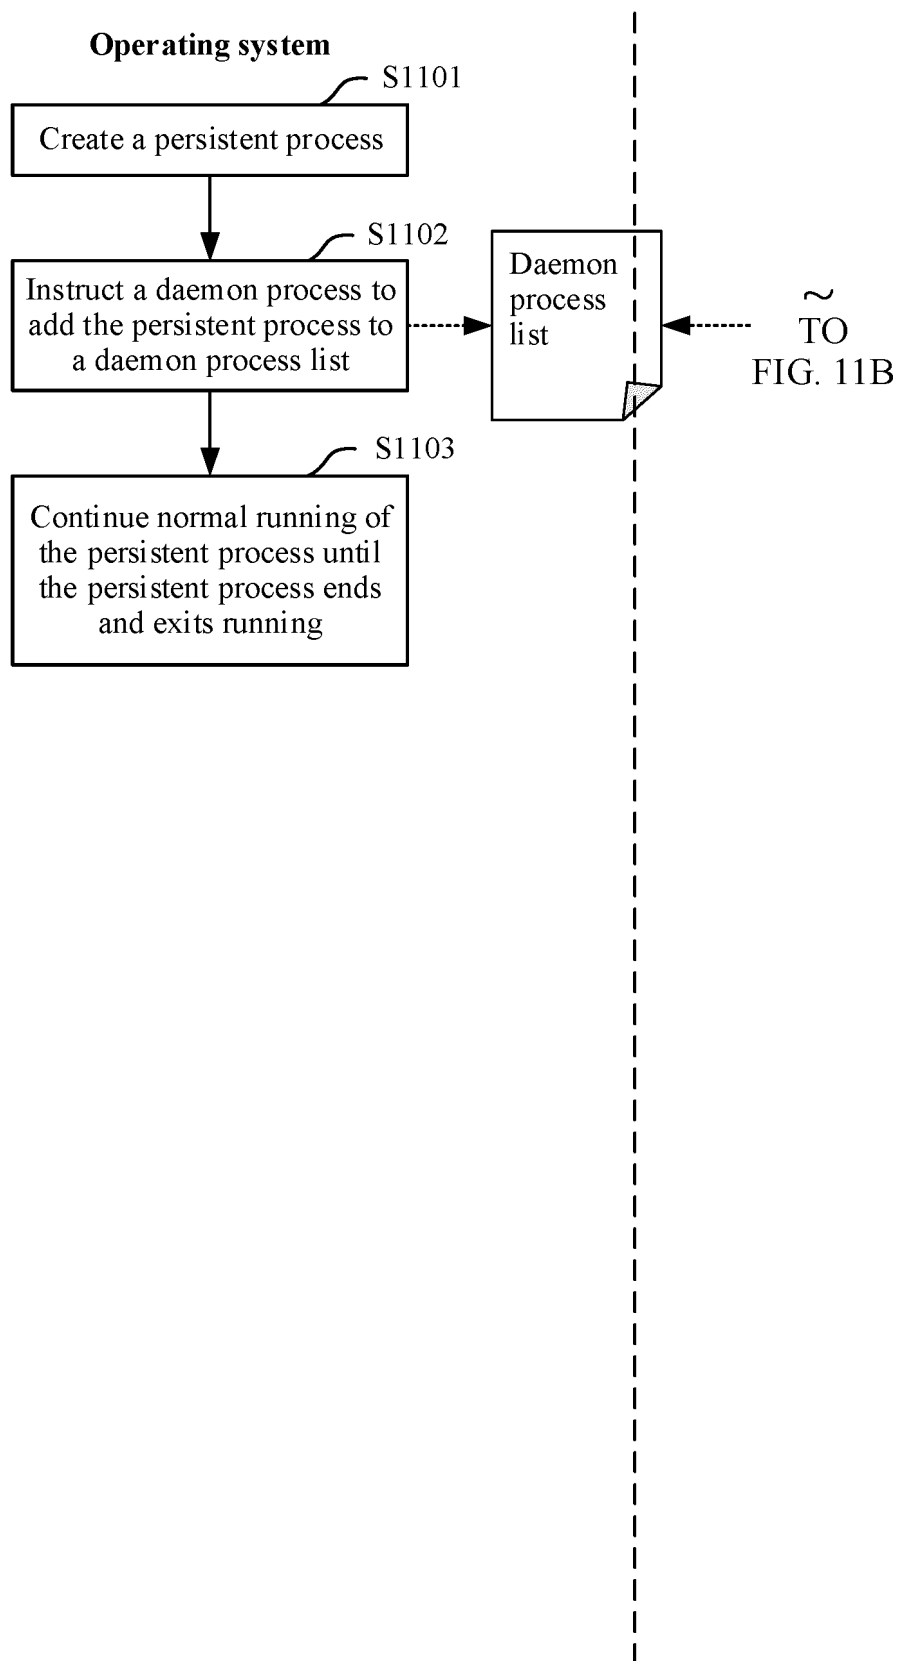 Operating system
S1101
Create a persistent process
S1102
Instruct a daemon process to
add the persistent process to
a daemon process list
Daemon
process
list
~
TO
FIG. 11B
S1103
Continue normal running of
the persistent process until
the persistent process ends
and exits running